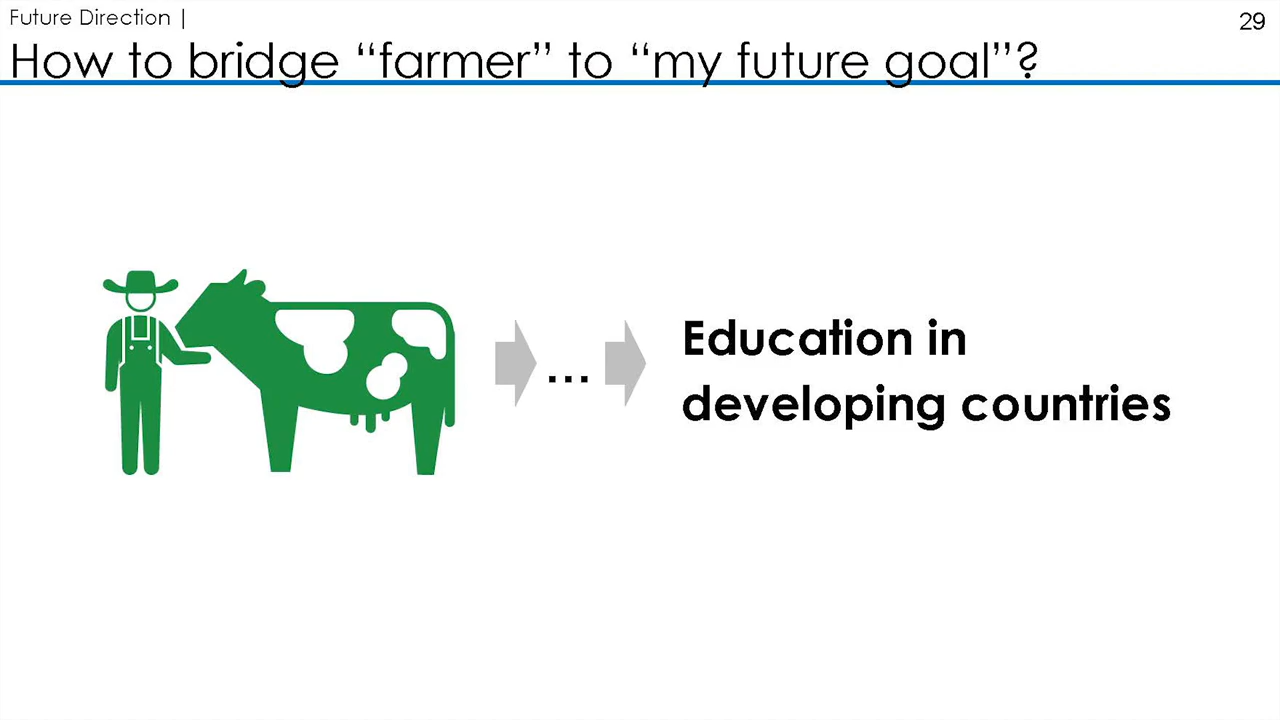 Future Direction |
29
How to bridge “farmer” to “my future goal”?
...
Education in
developing countries